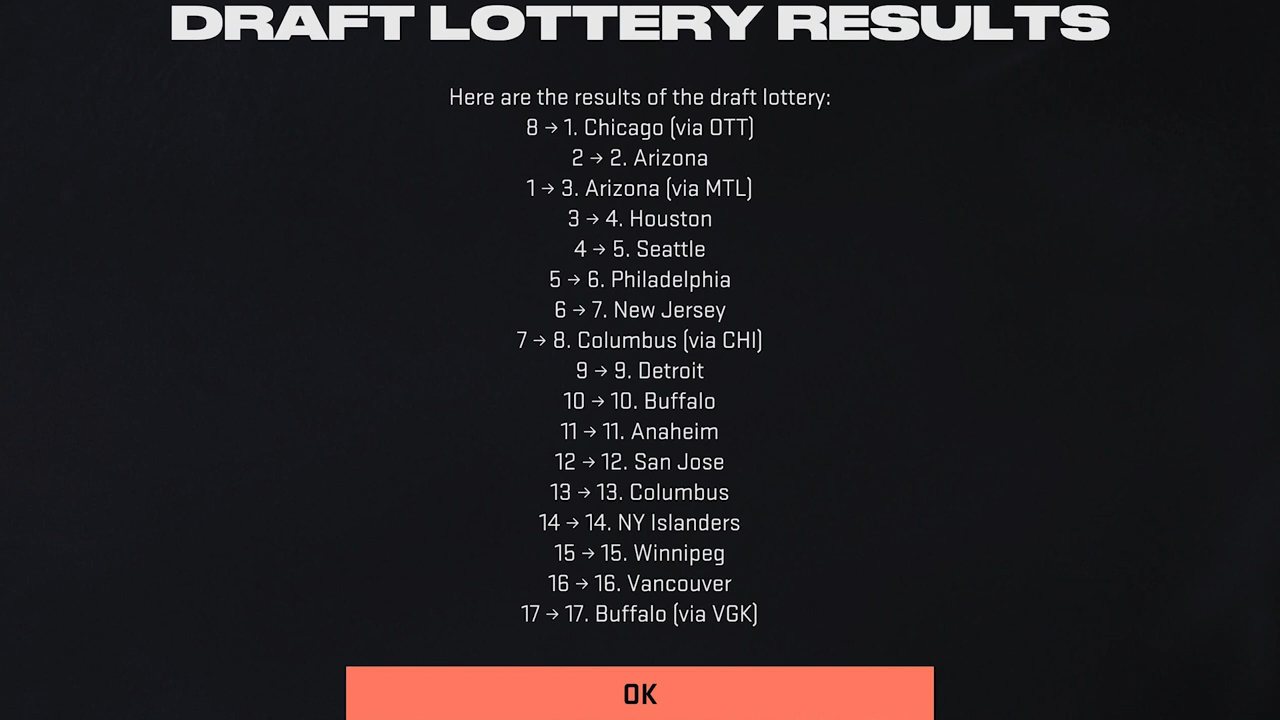 DRAFT LOTTERY RESULTS
Here are the results of the draft lottery:
8 → 1. Chicago (via OTT)
2 → 2. Arizona
1 → 3. Arizona (via MTL)
3 → 4. Houston
4 → 5. Seattle
5 → 6. Philadelphia
6 → 7. New Jersey
7 → 8. Columbus (via CHI)
9 → 9. Detroit
10 → 10. Buffalo
11 → 11. Anaheim
12 → 12. San Jose
13 → 13. Columbus
14 → 14. NY Islanders
15 → 15. Winnipeg
16 → 16. Vancouver
17 → 17. Buffalo (via VGK)
OK